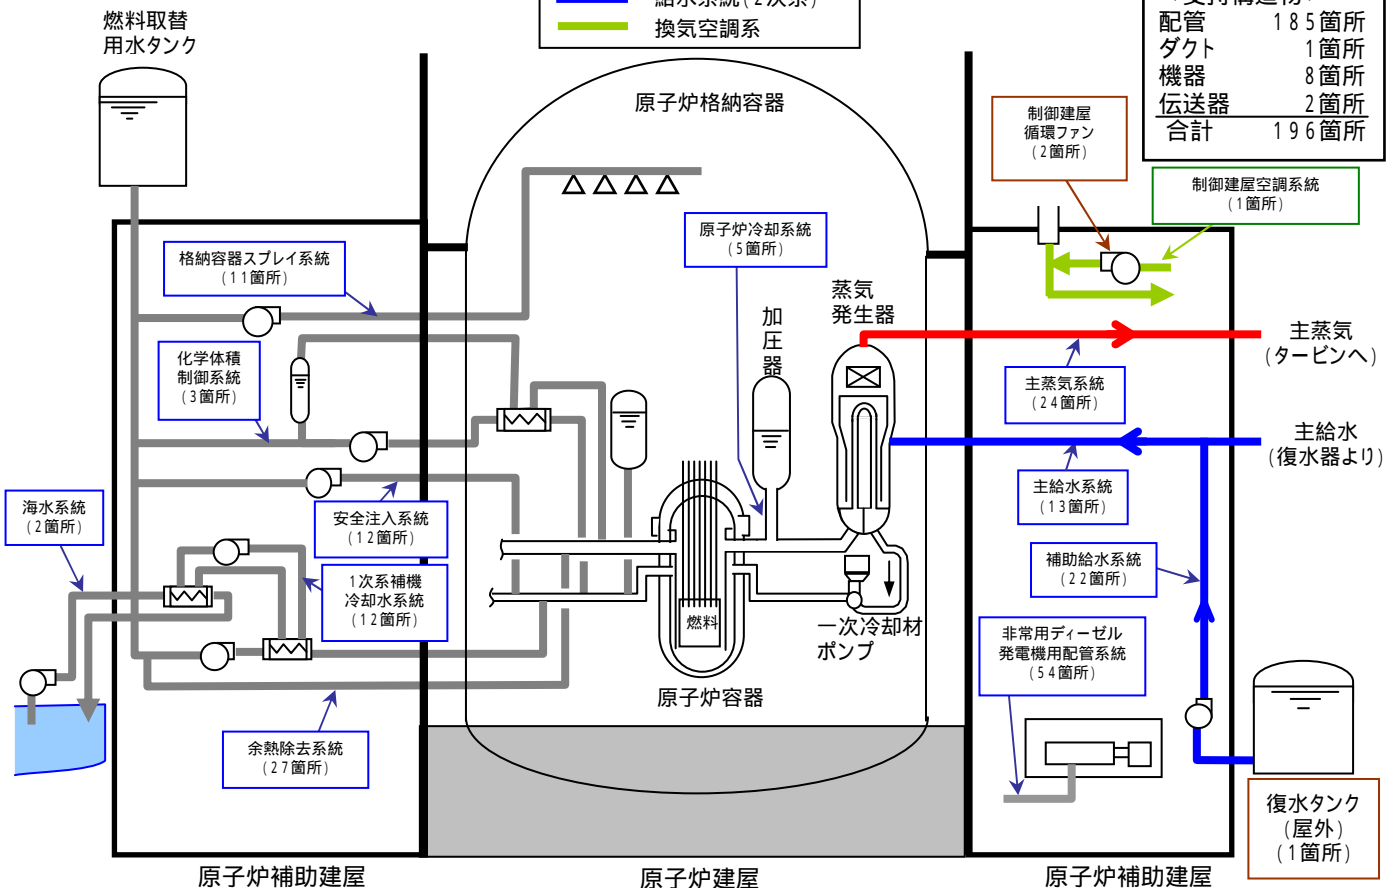 燃料取替
用水タンク
給水系統(2次系)
換気空調系
<支持構造物>
配管 185箇所
ダクト 1箇所
機器 8箇所
伝送器 2箇所
合計 196箇所
原子炉格納容器
制御建屋
循環ファン
(2箇所)
制御建屋空調系統
(1箇所)
格納容器スプレイ系統
(11箇所)
原子炉冷却系統
(5箇所)
蒸気
発生器
加
圧
器
主蒸気
(タービンへ)
化学体積
制御系統
(3箇所)
主蒸気系統
(24箇所)
主給水
(復水器より)
海水系統
(2箇所)
安全注入系統
(12箇所)
主給水系統
(13箇所)
1次系補機
冷却水系統
(12箇所)
補助給水系統
(22箇所)
燃料
一次冷却材
ポンプ
非常用ディーゼル
発電機用配管系統
(54箇所)
原子炉容器
余熱除去系統
(27箇所)
復水タンク
(屋外)
(1箇所)
原子炉補助建屋
原子炉建屋
原子炉補助建屋